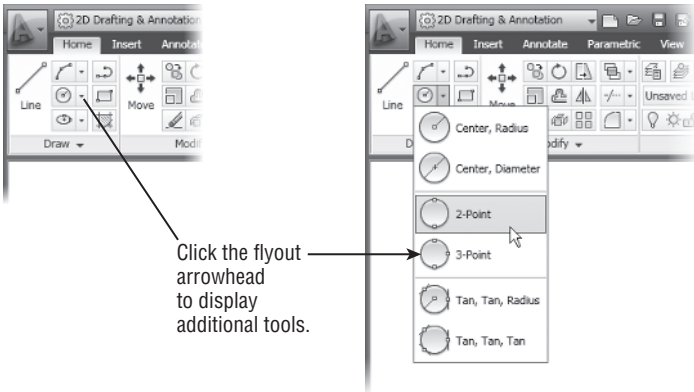 2D Drafting & Annotation
Home Insert Annotat
Line
Move
Draw
Modi
Click the flyout
arrowhead
to display
additional tools.
2D Drafting & Annotation
Home Insert Annotate Parametric View
Line
Move
Unsaved
D
odify
Center, Radius
Center, Diameter
2-Point
3-Point
Tan, Tan, Radius
Tan, Tan, Tan